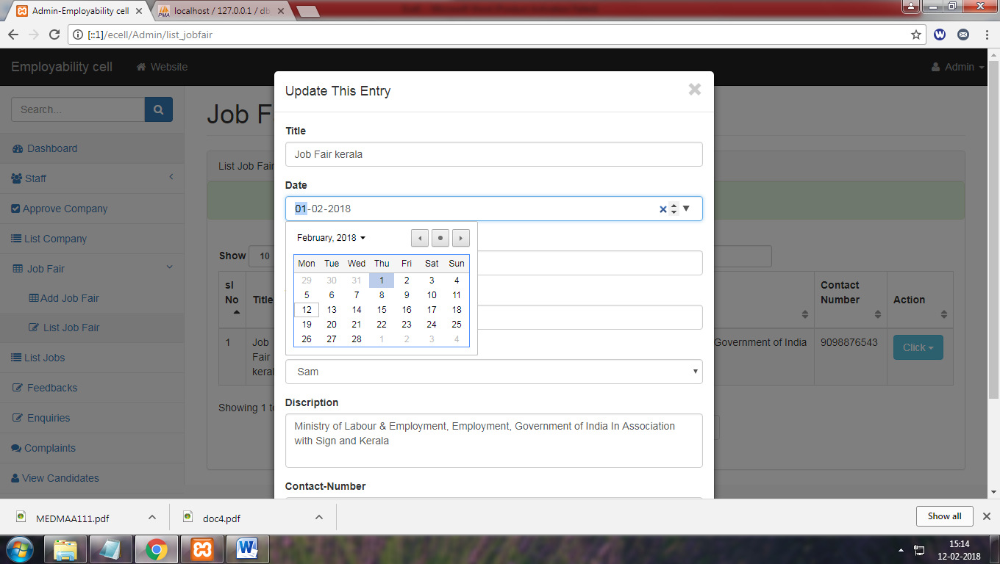 Admin-Employability cell
localhost / 127.0.0.1 / db
[::1]/ecell/Admin/list_jobfair
Employability cell
Website
Admin
Search...
Dashboard
Staff
Approve Company
List Company
Job Fair
Add Job Fair
List Job Fair
List Jobs
Feedbacks
Enquiries
Complaints
View Candidates
Job F
List Job Fair
Show 10
sl No
Title
Contact Number
Action
1
Job Fair
Government of India
9098876543
Click
Showing 1 t
Update This Entry
Title
Job Fair kerala
Date
01-02-2018
February, 2018
Mon Tue Wed Thu Fri Sat Sun
29 30 31 1 2 3 4
5 6 7 8 9 10 11
12 13 14 15 16 17 18
19 20 21 22 23 24 25
26 27 28 1 2 3 4
Sam
Discription
Ministry of Labour & Employment, Employment, Government of India In Association
with Sign and Kerala
Contact-Number
MEDMAA111.pdf
doc4.pdf
Show all
15:14
12-02-2018